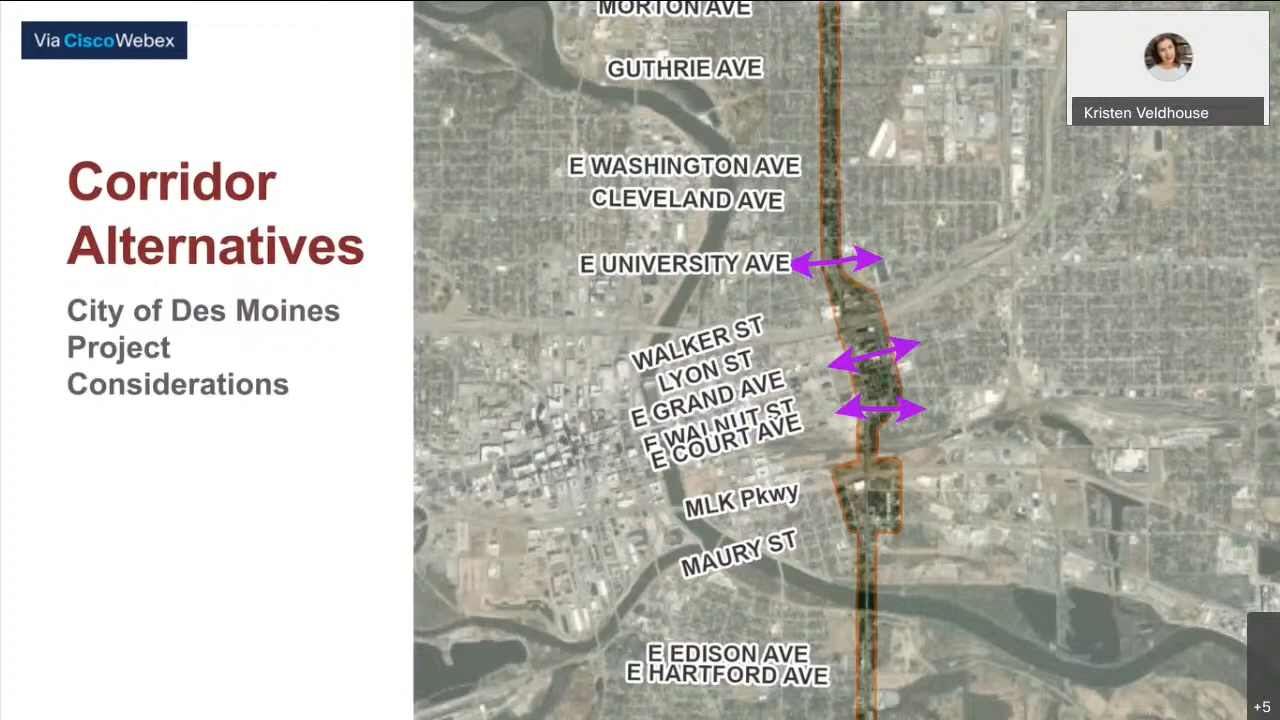 Via CiscoWebex
Corridor
Alternatives
City of Des Moines
Project
Considerations
MORTON AVE
GUTHRIE AVE
E WASHINGTON AVE
CLEVELAND AVE
E UNIVERSITY AVE
WALKER ST
LYON ST
E GRAND AVE
E WALNUT ST
E COURT AVE
MLK Pkwy
MAURY ST
E EDISON AVE
E HARTFORD AVE
Kristen Veldhouse
+5